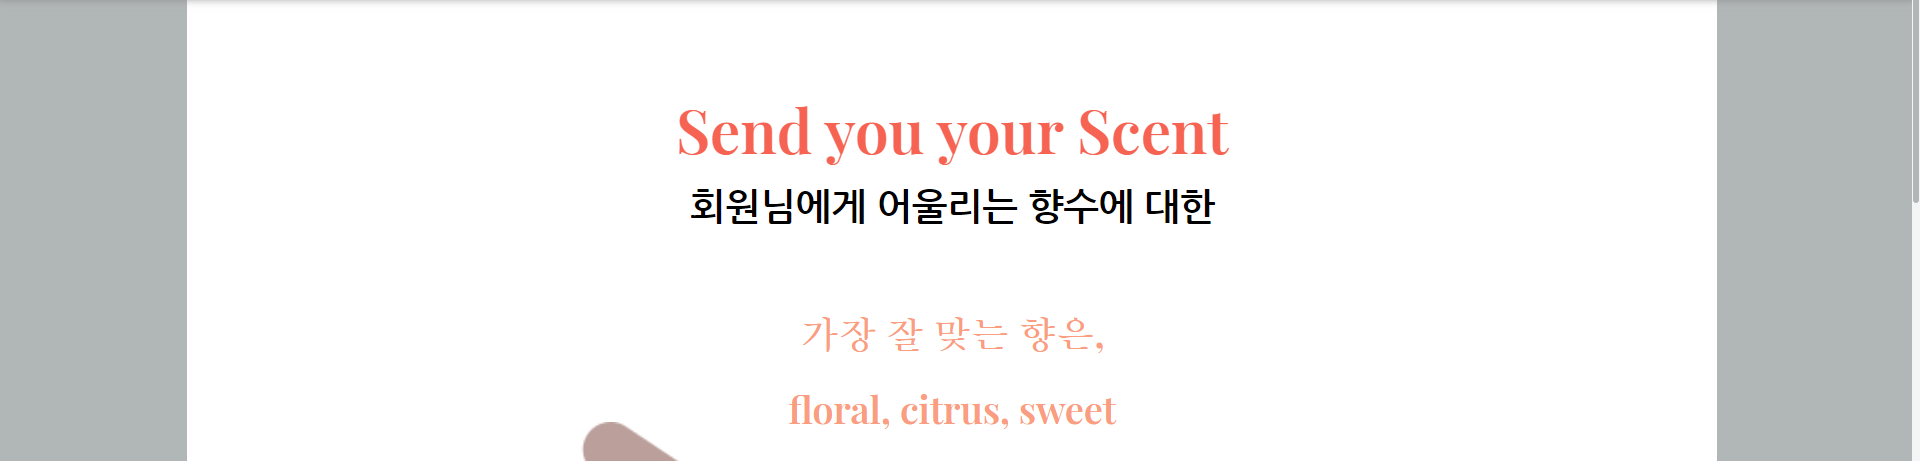 Send you your Scent
회원님에게 어울리는 향수에 대한
가장 잘 맞는 향은,
floral, citrus, sweet